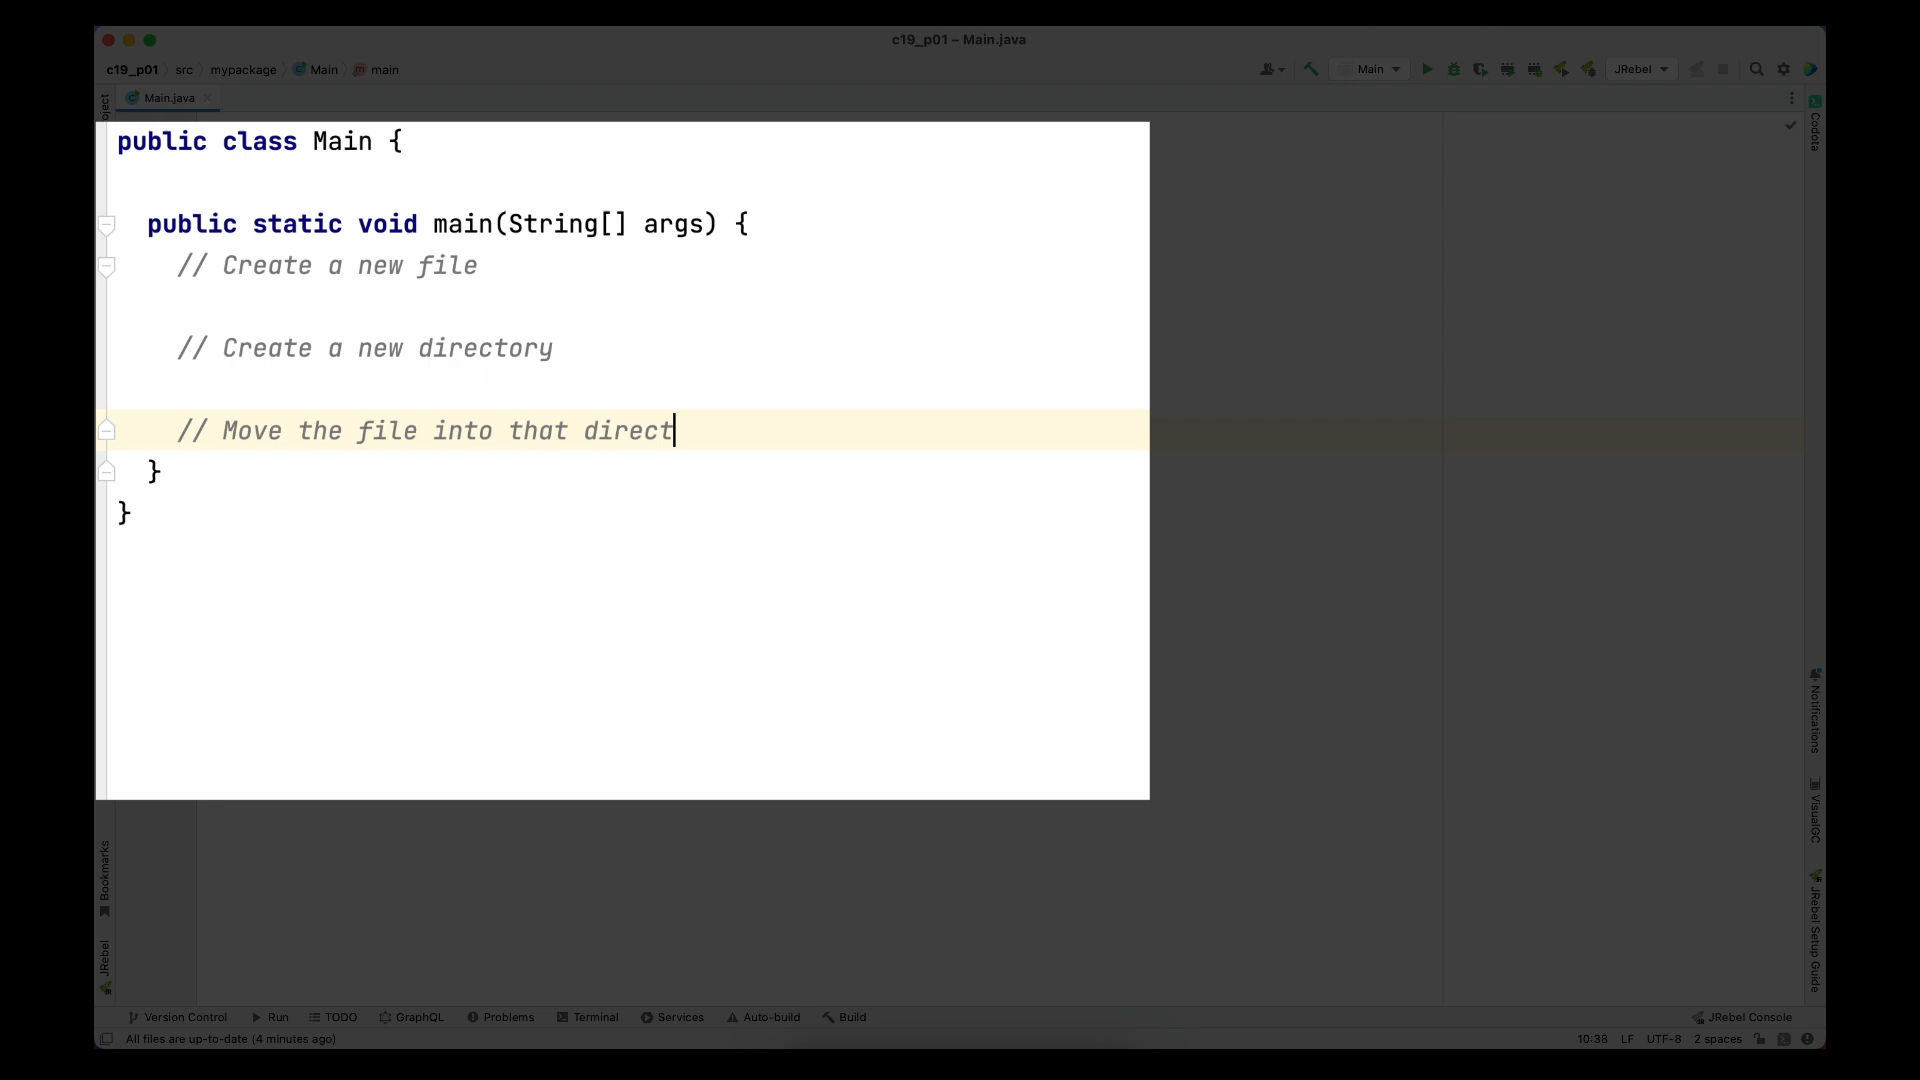 c19_p01 – Main.java
c19_p01 src mypackage Main main
Main JRebel
Main.java
public class Main {
public static void main(String[] args) {
// Create a new file
// Create a new directory
// Move the file into that direct
}
}
Codota
Notifications
VisualGC
JRebel Setup Guide
Bookmarks
JRebel
Version Control Run TODO GraphQL Problems Terminal Services Auto-build Build JRebel Console
All files are up-to-date (4 minutes ago) 10:38 LF UTF-8 2 spaces